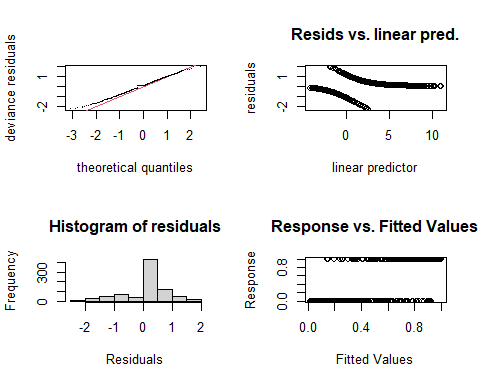 deviance residuals
-2 1
-3 -2 -1 0 1 2
theoretical quantiles
Resids vs. linear pred.
residuals
-2 1
0 5 10
linear predictor
Histogram of residuals
Frequency
0 300
-2 -1 0 1 2
Residuals
Response vs. Fitted Values
Response
0.0 0.8
0.0 0.4 0.8
Fitted Values